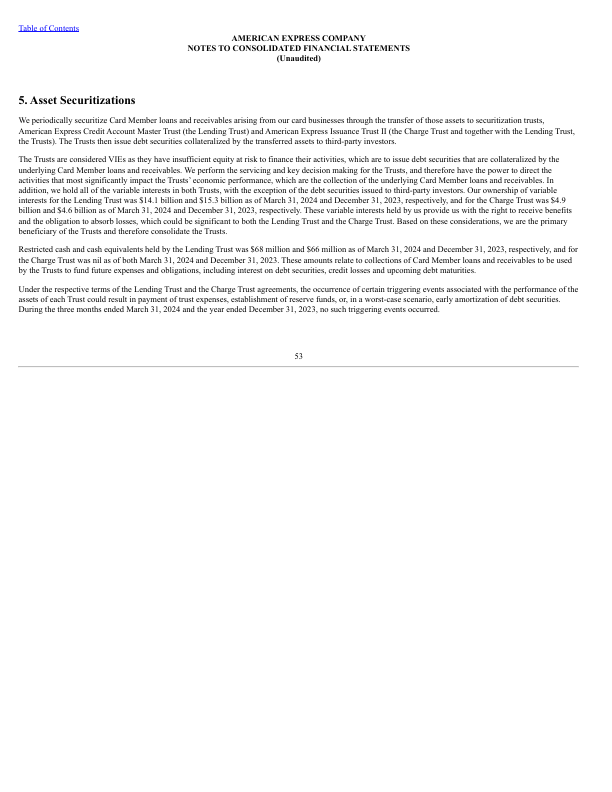 Table of Contents
AMERICAN EXPRESS COMPANY
NOTES TO CONSOLIDATED FINANCIAL STATEMENTS
(Unaudited)
5. Asset Securitizations
We periodically securitize Card Member loans and receivables arising from our card businesses through the transfer of those assets to securitization trusts,
American Express Credit Account Master Trust (the Lending Trust) and American Express Issuance Trust II (the Charge Trust and together with the Lending Trust,
the Trusts). The Trusts then issue debt securities collateralized by the transferred assets to third-party investors.
The Trusts are considered VIEs as they have insufficient equity at risk to finance their activities, which are to issue debt securities that are collateralized by the
underlying Card Member loans and receivables. We perform the servicing and key decision making for the Trusts, and therefore have the power to direct the
activities that most significantly impact the Trusts' economic performance, which are the collection of the underlying Card Member loans and receivables. In
addition, we hold all of the variable interests in both Trusts, with the exception of the debt securities issued to third-party investors. Our ownership of variable
interests for the Lending Trust was $14.1 billion and $15.3 billion as of March 31, 2024 and December 31, 2023, respectively, and for the Charge Trust was $4.9
billion and $4.6 billion as of March 31, 2024 and December 31, 2023, respectively. These variable interests held by us provide us with the right to receive benefits
and the obligation to absorb losses, which could be significant to both the Lending Trust and the Charge Trust. Based on these considerations, we are the primary
beneficiary of the Trusts and therefore consolidate the Trusts.
Restricted cash and cash equivalents held by the Lending Trust was $68 million and $66 million as of March 31, 2024 and December 31, 2023, respectively, and for
the Charge Trust was nil as of both March 31, 2024 and December 31, 2023. These amounts relate to collections of Card Member loans and receivables to be used
by the Trusts to fund future expenses and obligations, including interest on debt securities, credit losses and upcoming debt maturities.
Under the respective terms of the Lending Trust and the Charge Trust agreements, the occurrence of certain triggering events associated with the performance of the
assets of each Trust could result in payment of trust expenses, establishment of reserve funds, or, in a worst-case scenario, early amortization of debt securities.
During the three months ended March 31, 2024 and the year ended December 31, 2023, no such triggering events occurred.
53